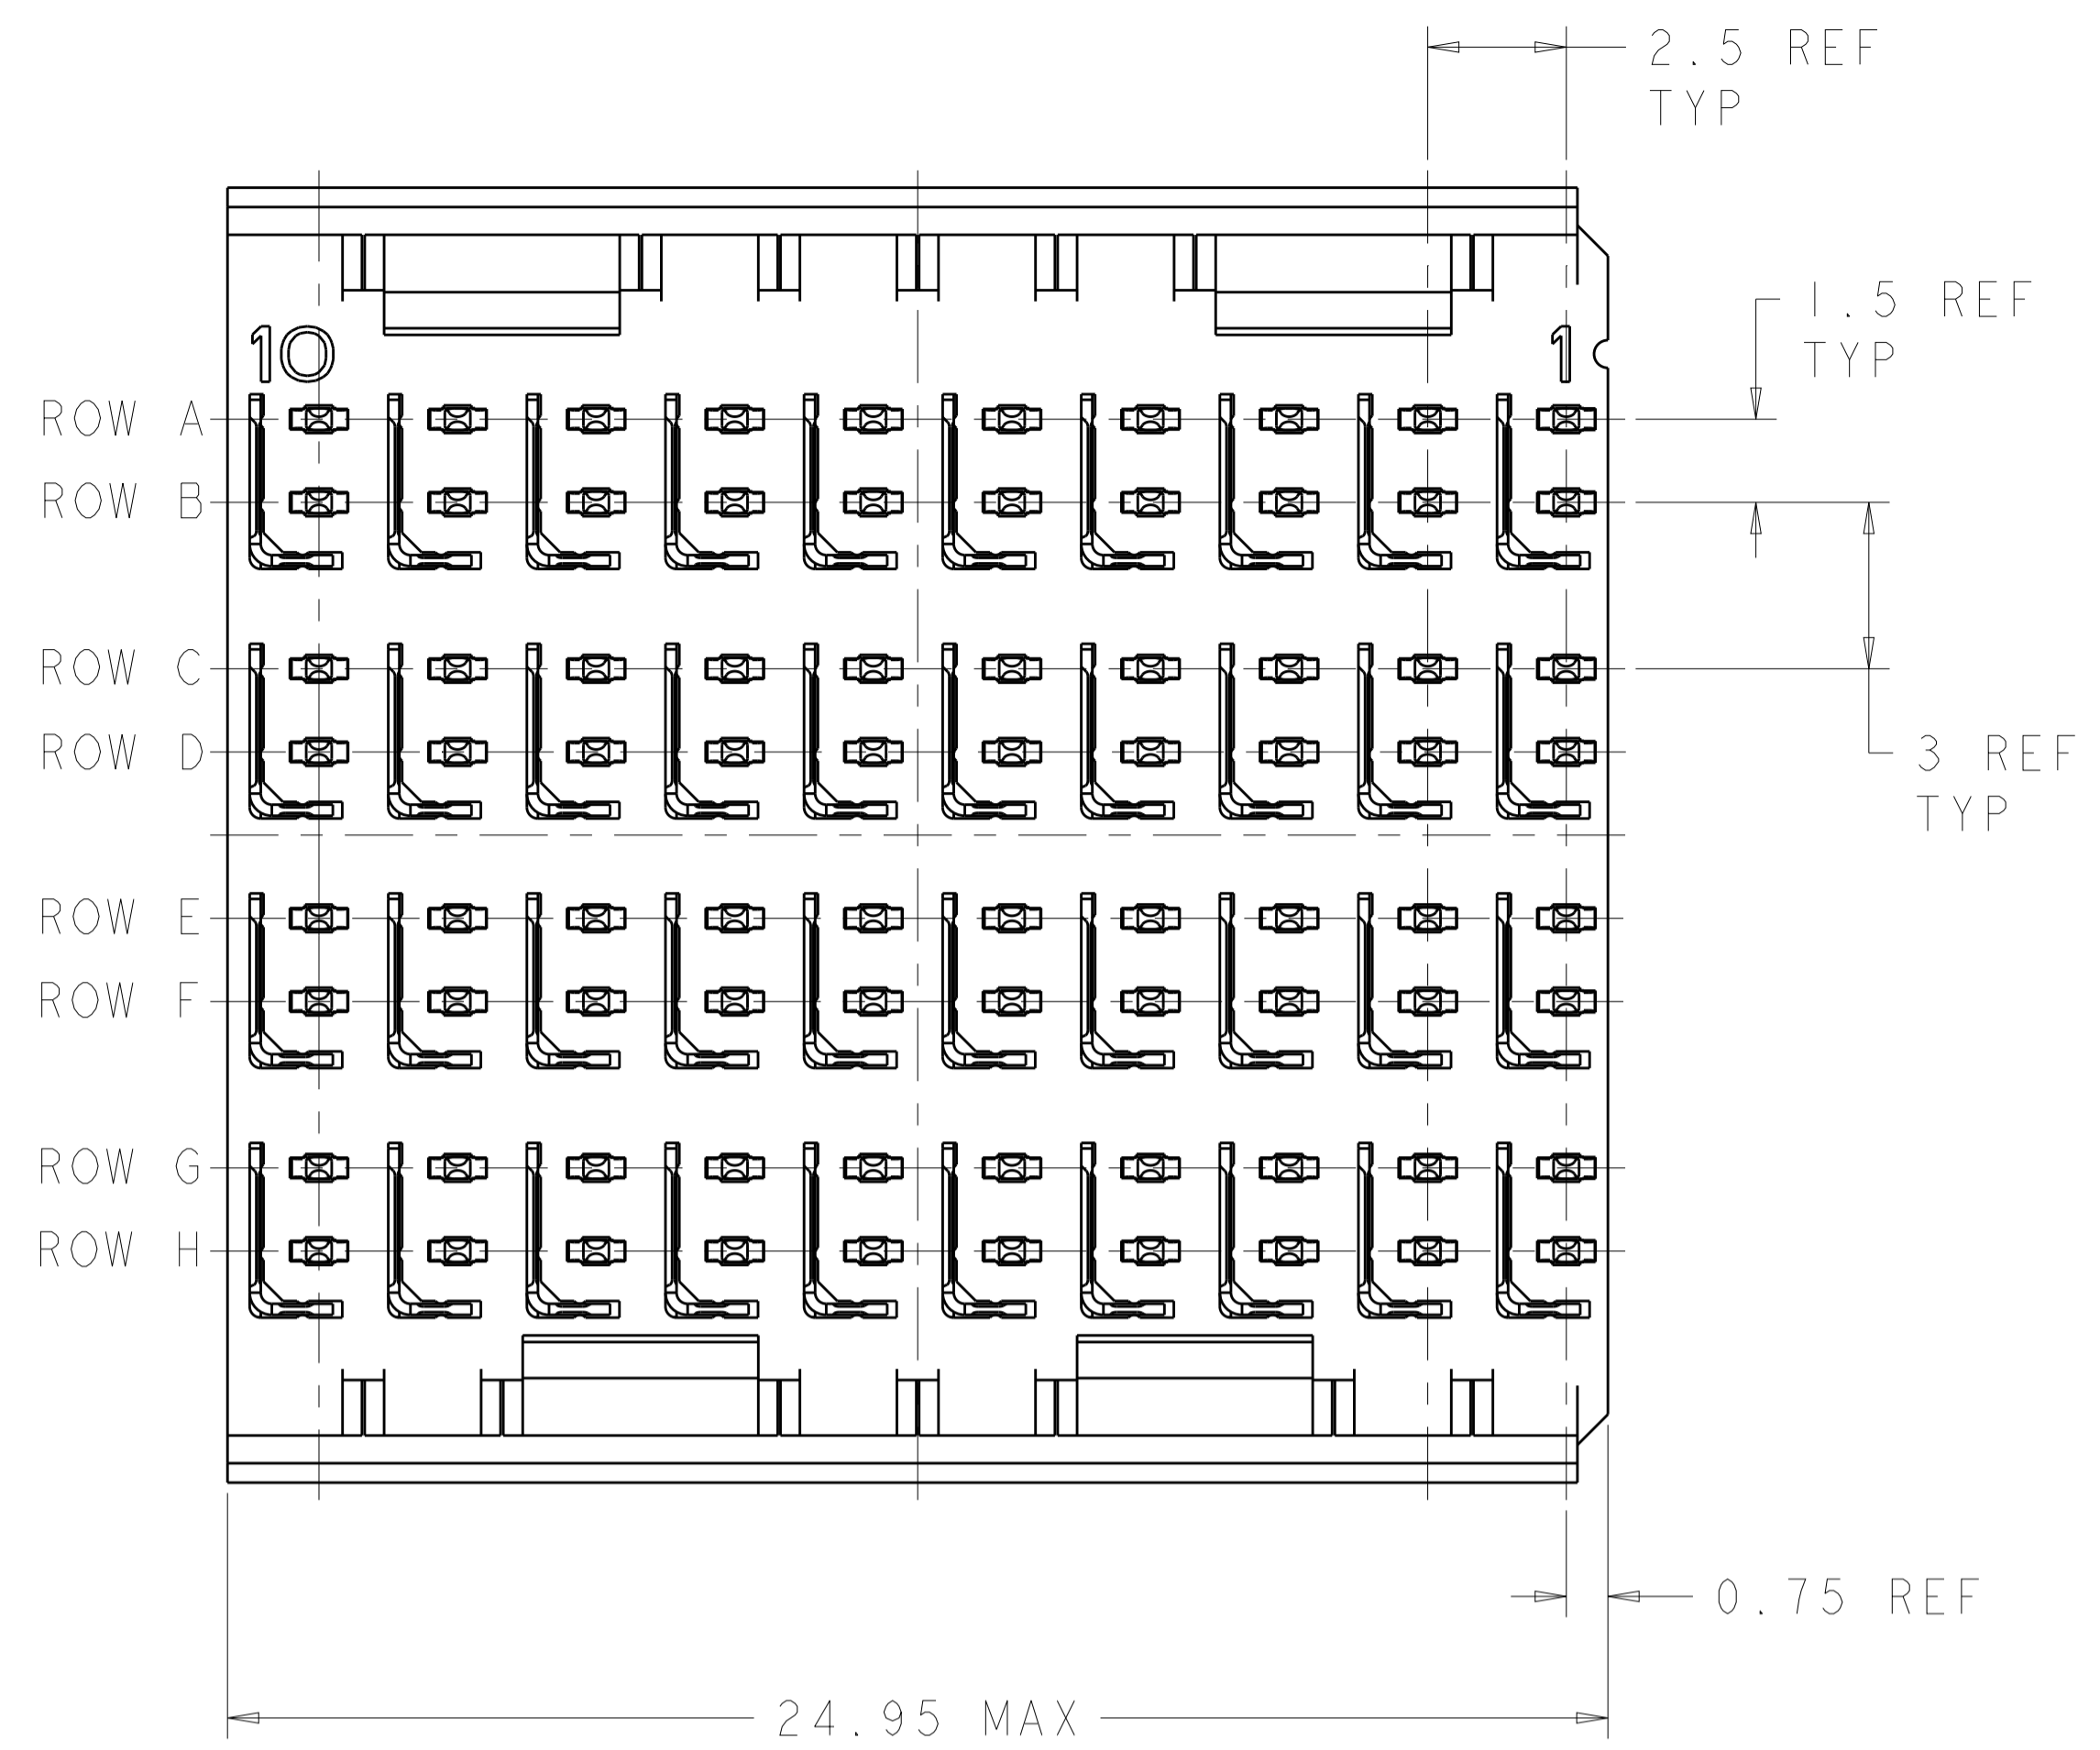 2.5 REF
TYP
1.5 REF
TYP
10
1
ROW A
ROW B
ROW C
ROW D
3 REF
TYP
ROW E
ROW F
ROW G
ROW H
0.75 REF
24.95 MAX